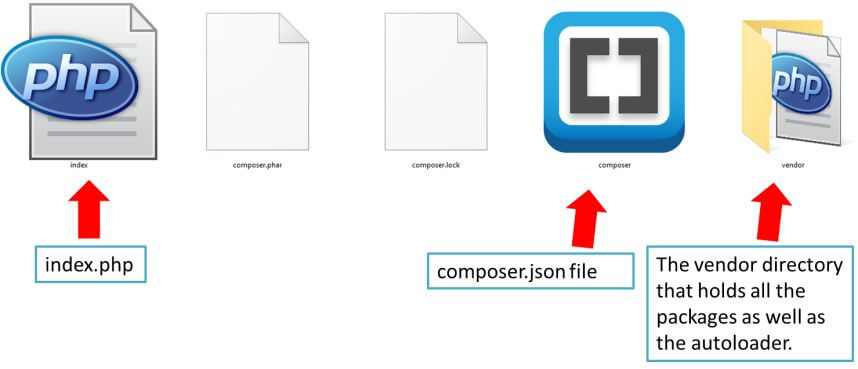 php
php
index
composer.phar
composer.lock
composer
vendor
index.php
composer.json file
The vendor directory
that holds all the
packages as well as
the autoloader.